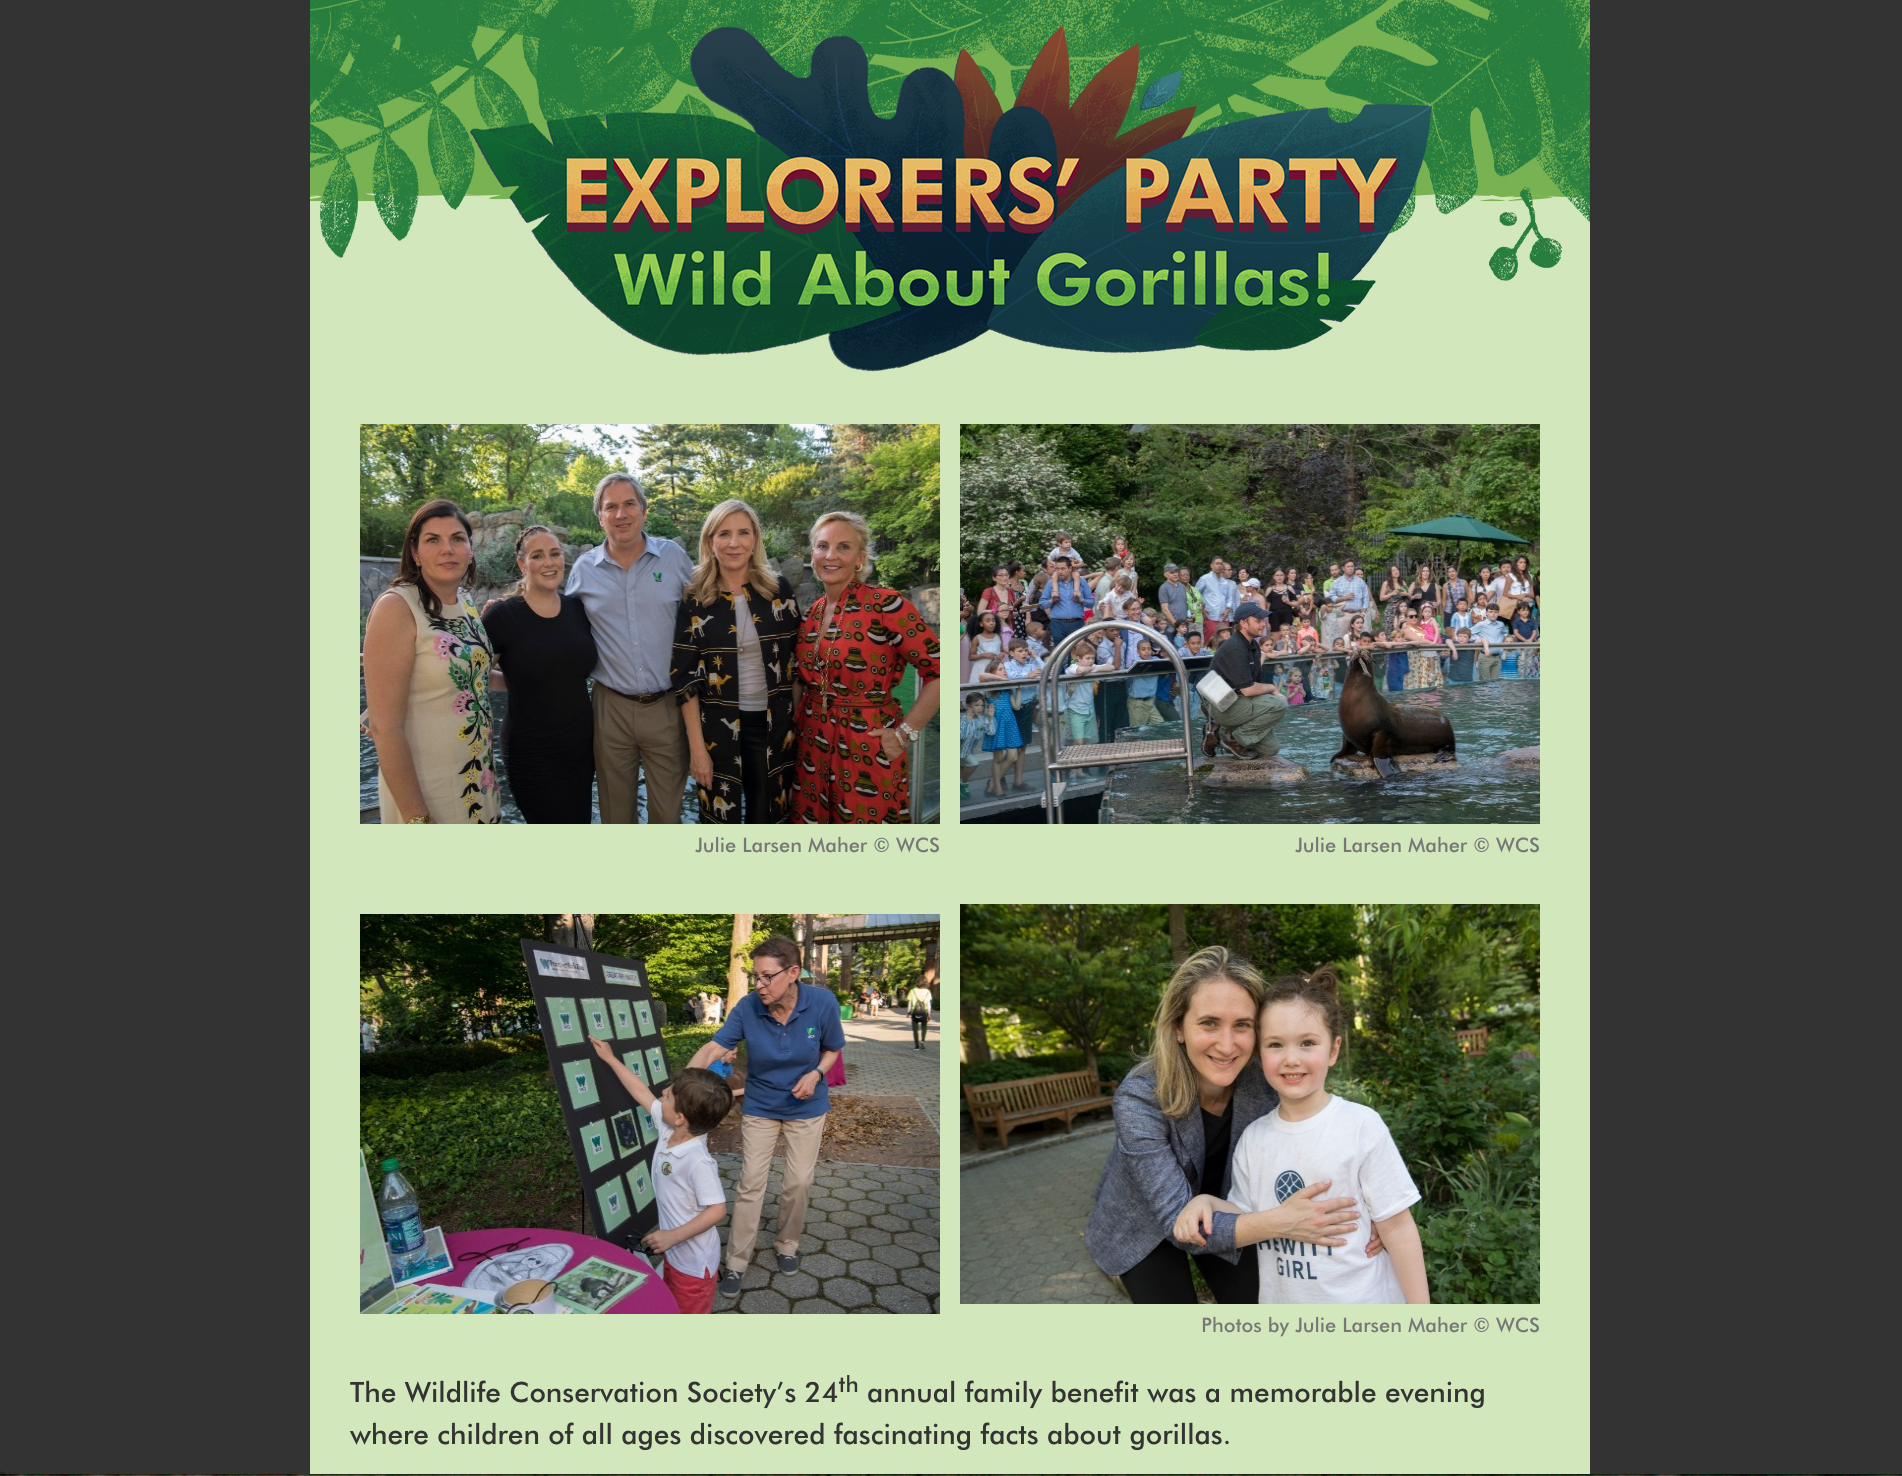 EXPLORERS’ PARTY
Wild About Gorillas!
Julie Larsen Maher © WCS
Julie Larsen Maher © WCS
Photos by Julie Larsen Maher © WCS
HEWITT
GIRL
The Wildlife Conservation Society’s 24th annual family benefit was a memorable evening
where children of all ages discovered fascinating facts about gorillas.